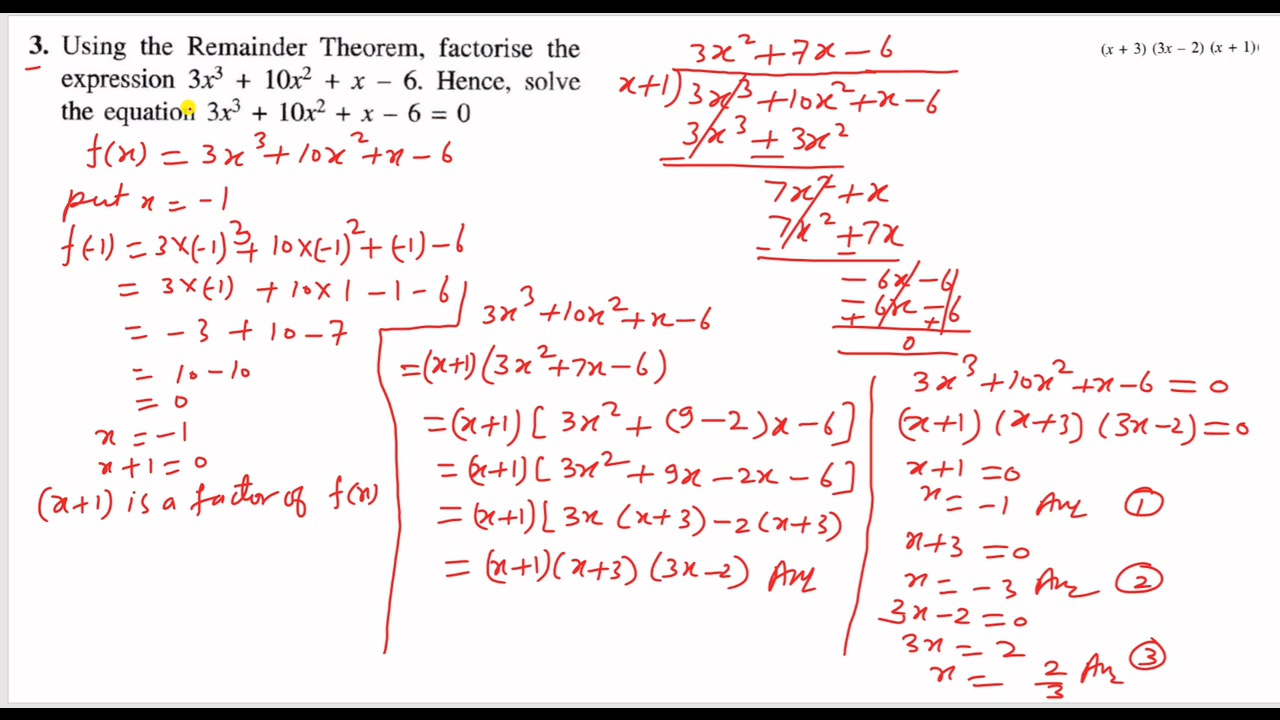 3. Using the Remainder Theorem, factorise the
expression 3x³ + 10x² + x − 6. Hence, solve
the equation 3x³ + 10x² + x − 6 = 0
f(x) = 3x³ + 10x² + x − 6
put x = −1
f(-1) = 3×(-1)³ + 10×(-1)² + (-1) − 6
= 3×(-1) + 10×1 − 1 − 6
= −3 + 10 − 7
= 10 − 10
= 0
x = −1
x + 1 = 0
(x+1) is a factor of f(x)
3x² + 7x − 6
x+1) 3x³ + 10x² + x − 6
3x³ + 3x²
− −
7x² + x
7x² + 7x
− −
− 6x − 6
− 6x − 6
+ +
0
3x³ + 10x² + x − 6
= (x+1) (3x² + 7x − 6)
= (x+1) [ 3x² + (9 − 2) x − 6]
= (x+1) [ 3x² + 9x − 2x − 6]
= (x+1) [ 3x (x+3) − 2 (x+3)
= (x+1) (x+3) (3x−2) Ans
(x + 3) (3x − 2) (x + 1)
3x³ + 10x² + x − 6 = 0
(x+1) (x+3) (3x−2) = 0
x+1 = 0
x = −1 Ans ①
x+3 = 0
x = −3 Ans ②
3x − 2 = 0
3x = 2
x = 2/3 Ans ③